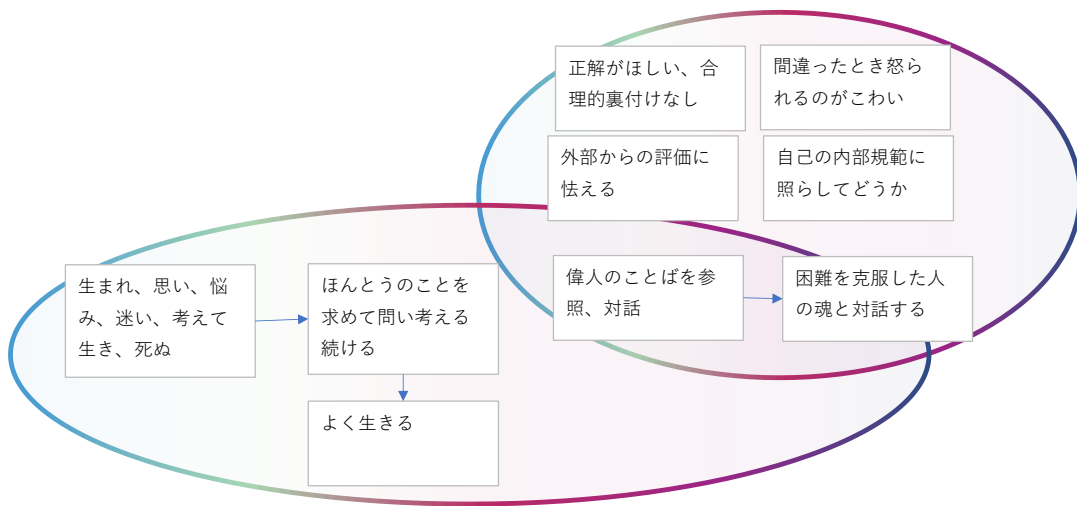 正解がほしい、合
理的裏付けなし
間違ったとき怒ら
れるのがこわい
外部からの評価に
怯える
自己の内部規範に
照らしてどうか
生まれ、思い、悩
み、迷い、考えて
生き、死ぬ
ほんとうのことを
求めて問い考える
続ける
偉人のことばを参
照、対話
困難を克服した人
の魂と対話する
よく生きる